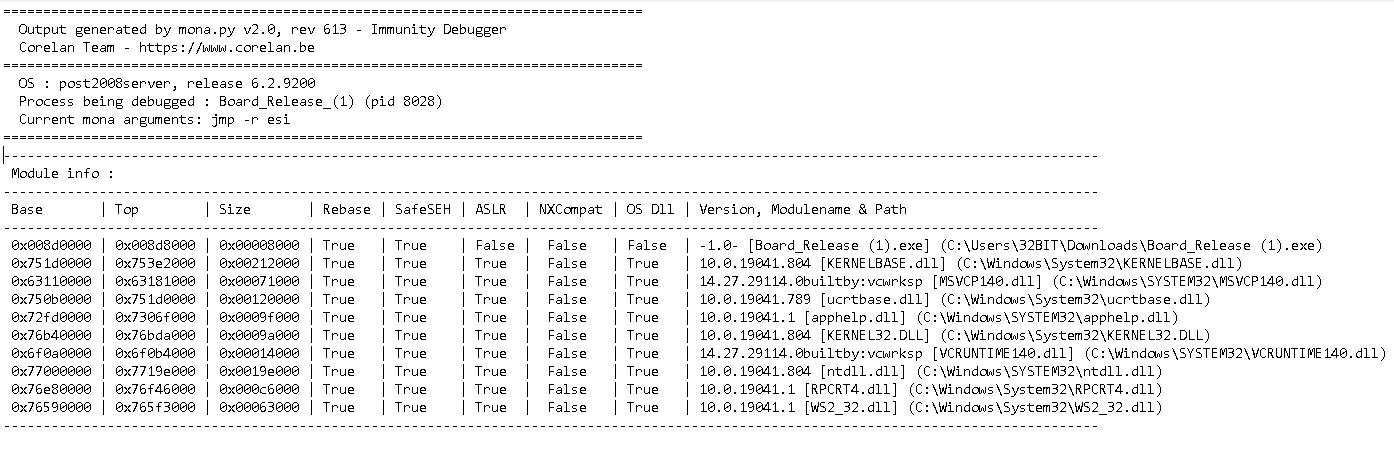 ================================================================================
Output generated by mona.py v2.0, rev 613 - Immunity Debugger
Corelan Team - https://www.corelan.be
================================================================================
OS : post2008server, release 6.2.9200
Process being debugged : Board_Release_(1) (pid 8028)
Current mona arguments: jmp -r esi
================================================================================
-----------------------------------------------------------------------------------------------------------------------------------------
Module info :
-----------------------------------------------------------------------------------------------------------------------------------------
Base | Top | Size | Rebase | SafeSEH | ASLR | NXCompat | OS Dll | Version, Modulename & Path
-----------------------------------------------------------------------------------------------------------------------------------------
0x008d0000 | 0x008d8000 | 0x00008000 | True | True | False | False | False | -1.0- [Board_Release (1).exe] (C:\Users\32BIT\Downloads\Board_Release (1).exe)
0x751d0000 | 0x753e2000 | 0x00212000 | True | True | True | False | True | 10.0.19041.804 [KERNELBASE.dll] (C:\Windows\System32\KERNELBASE.dll)
0x63110000 | 0x63181000 | 0x00071000 | True | True | True | False | True | 14.27.29114.0builtby:vcwrksp [MSVCP140.dll] (C:\Windows\SYSTEM32\MSVCP140.dll)
0x750b0000 | 0x751d0000 | 0x00120000 | True | True | True | False | True | 10.0.19041.789 [ucrtbase.dll] (C:\Windows\System32\ucrtbase.dll)
0x72fd0000 | 0x7306f000 | 0x0009f000 | True | True | True | False | True | 10.0.19041.1 [apphelp.dll] (C:\Windows\SYSTEM32\apphelp.dll)
0x76b40000 | 0x76bda000 | 0x0009a000 | True | True | True | False | True | 10.0.19041.804 [KERNEL32.DLL] (C:\Windows\System32\KERNEL32.DLL)
0x6f0a0000 | 0x6f0b4000 | 0x00014000 | True | True | True | False | True | 14.27.29114.0builtby:vcwrksp [VCRUNTIME140.dll] (C:\Windows\SYSTEM32\VCRUNTIME140.dll)
0x77000000 | 0x7719e000 | 0x0019e000 | True | True | True | False | True | 10.0.19041.804 [ntdll.dll] (C:\Windows\SYSTEM32\ntdll.dll)
0x76e80000 | 0x76f46000 | 0x000c6000 | True | True | True | False | True | 10.0.19041.1 [RPCRT4.dll] (C:\Windows\System32\RPCRT4.dll)
0x76590000 | 0x765f3000 | 0x00063000 | True | True | True | False | True | 10.0.19041.1 [WS2_32.dll] (C:\Windows\System32\WS2_32.dll)
-----------------------------------------------------------------------------------------------------------------------------------------